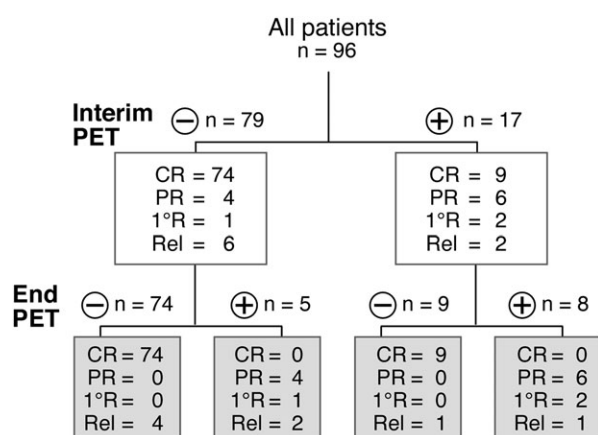 All patients
n = 96
Interim PET
⊖ n = 79
⊕ n = 17
CR = 74
PR = 4
1°R = 1
Rel = 6
CR = 9
PR = 6
1°R = 2
Rel = 2
End PET
⊖ n = 74
⊕ n = 5
⊖ n = 9
⊕ n = 8
CR = 74
PR = 0
1°R = 0
Rel = 4
CR = 0
PR = 4
1°R = 1
Rel = 2
CR = 9
PR = 0
1°R = 0
Rel = 1
CR = 0
PR = 6
1°R = 2
Rel = 1